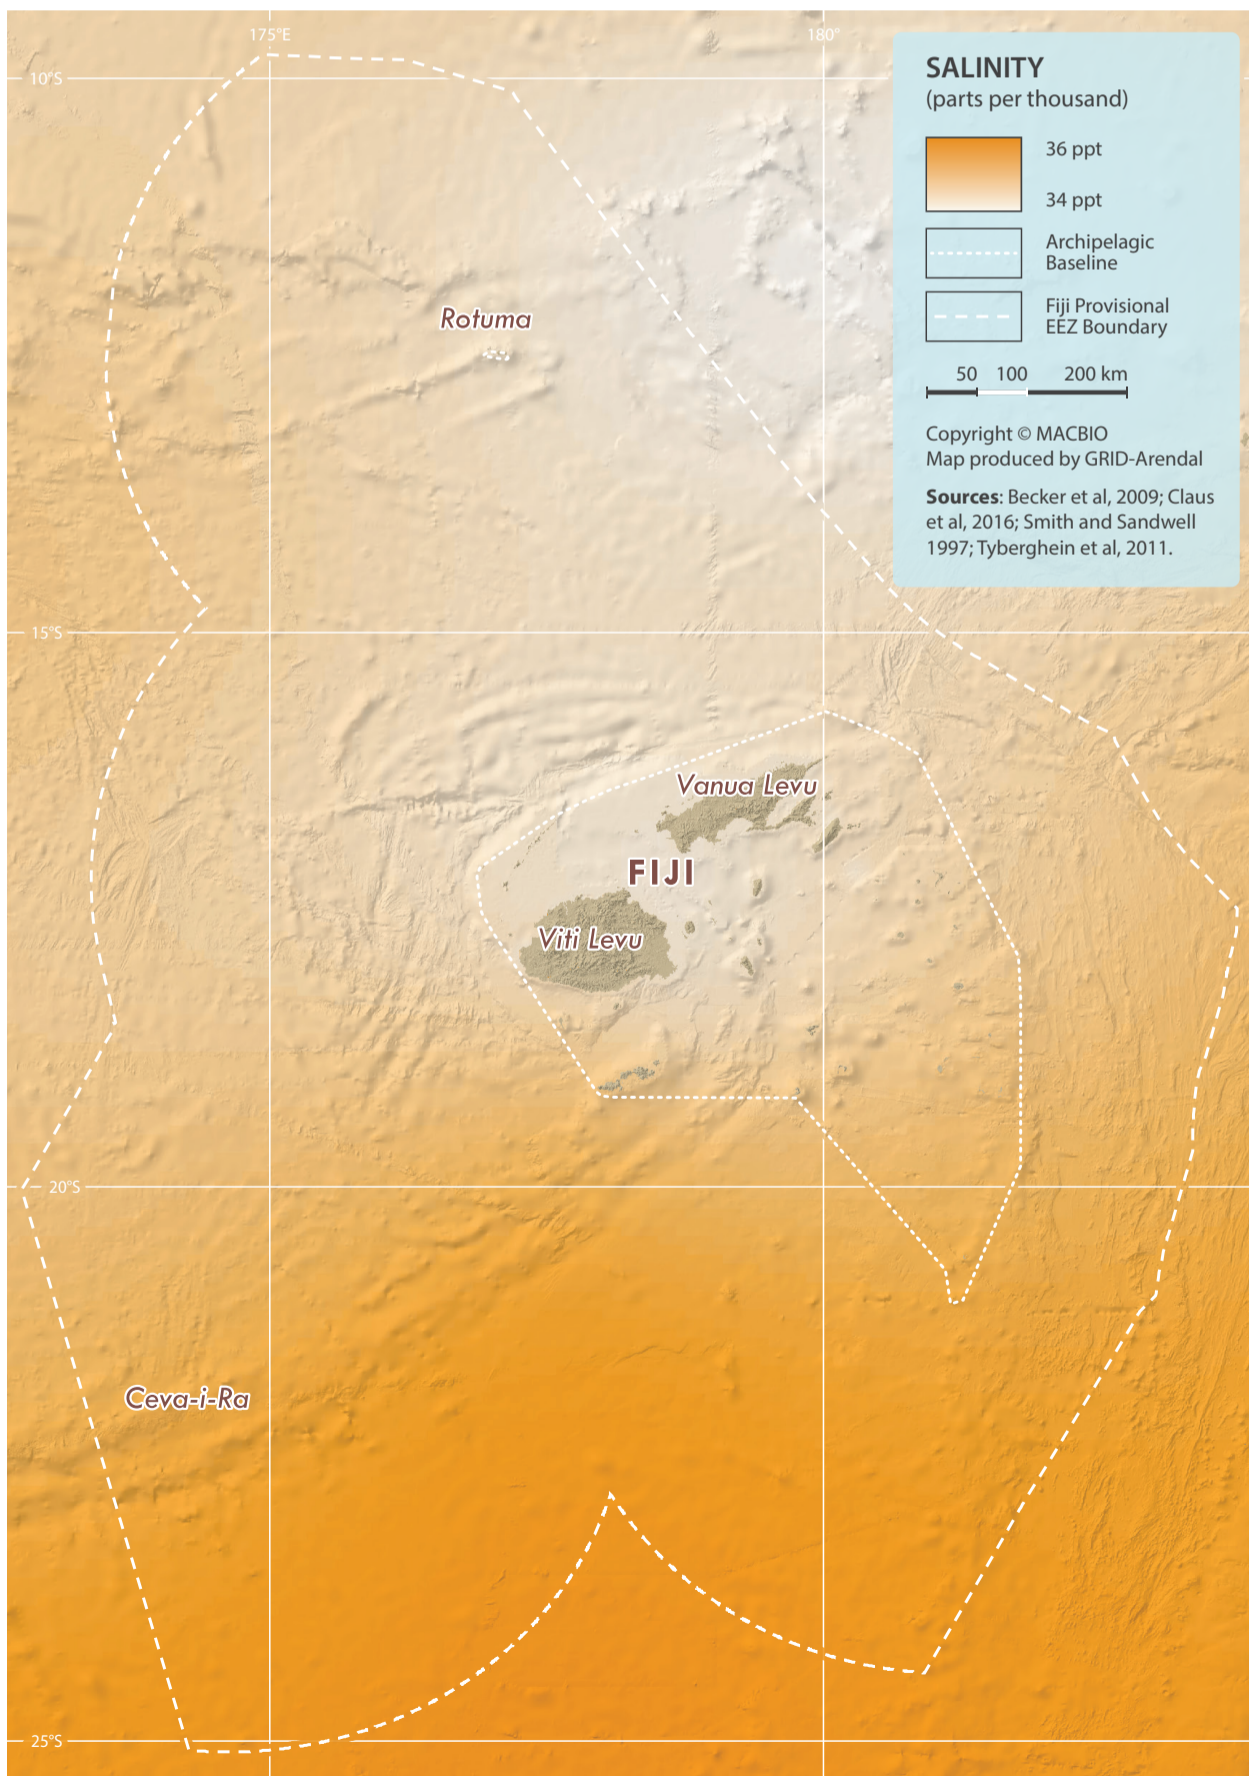 175°E
180°
10°S
15°S
20°S
25°S
SALINITY
(parts per thousand)
36 ppt
34 ppt
Archipelagic
Baseline
Fiji Provisional
EEZ Boundary
50 100 200 km
Copyright © MACBIO
Map produced by GRID-Arendal
Sources: Becker et al, 2009; Claus
et al, 2016; Smith and Sandwell
1997; Tyberghein et al, 2011.
Rotuma
Vanua Levu
FIJI
Viti Levu
Ceva-i-Ra